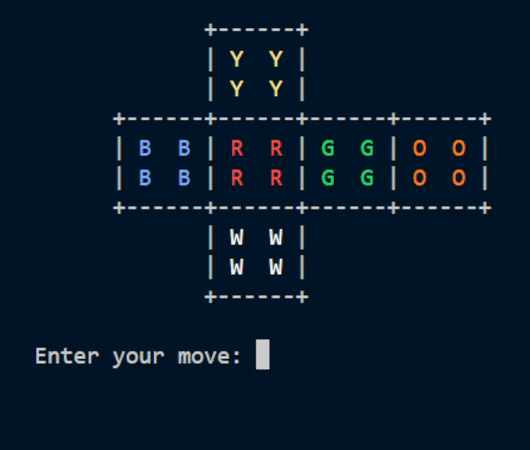 +------+
| Y Y |
| Y Y |
+------+------+------+------+
| B B | R R | G G | O O |
| B B | R R | G G | O O |
+------+------+------+------+
| W W |
| W W |
+------+
Enter your move: